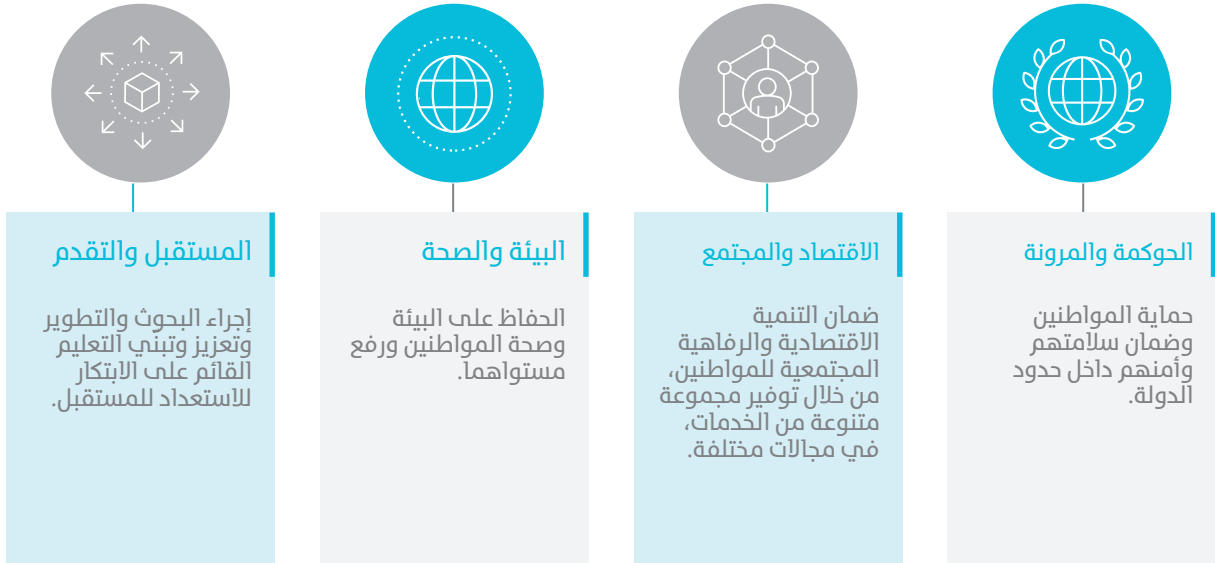 الحوكمة والمرونة
حماية المواطنين
وضمان سلامتهم
وأمنهم داخل حدود
الدولة.
الاقتصاد والمجتمع
ضمان التنمية
الاقتصادية والرفاهية
المجتمعية للمواطنين،
من خلال توفير مجموعة
متنوعة من الخدمات،
في مجالات مختلفة.
البيئة والصحة
الحفاظ على البيئة
وصحة المواطنين ورفع
مستواهما.
المستقبل والتقدم
إجراء البحوث والتطوير
وتعزيز وتبنّي التعليم
القائم على الابتكار
للاستعداد للمستقبل.